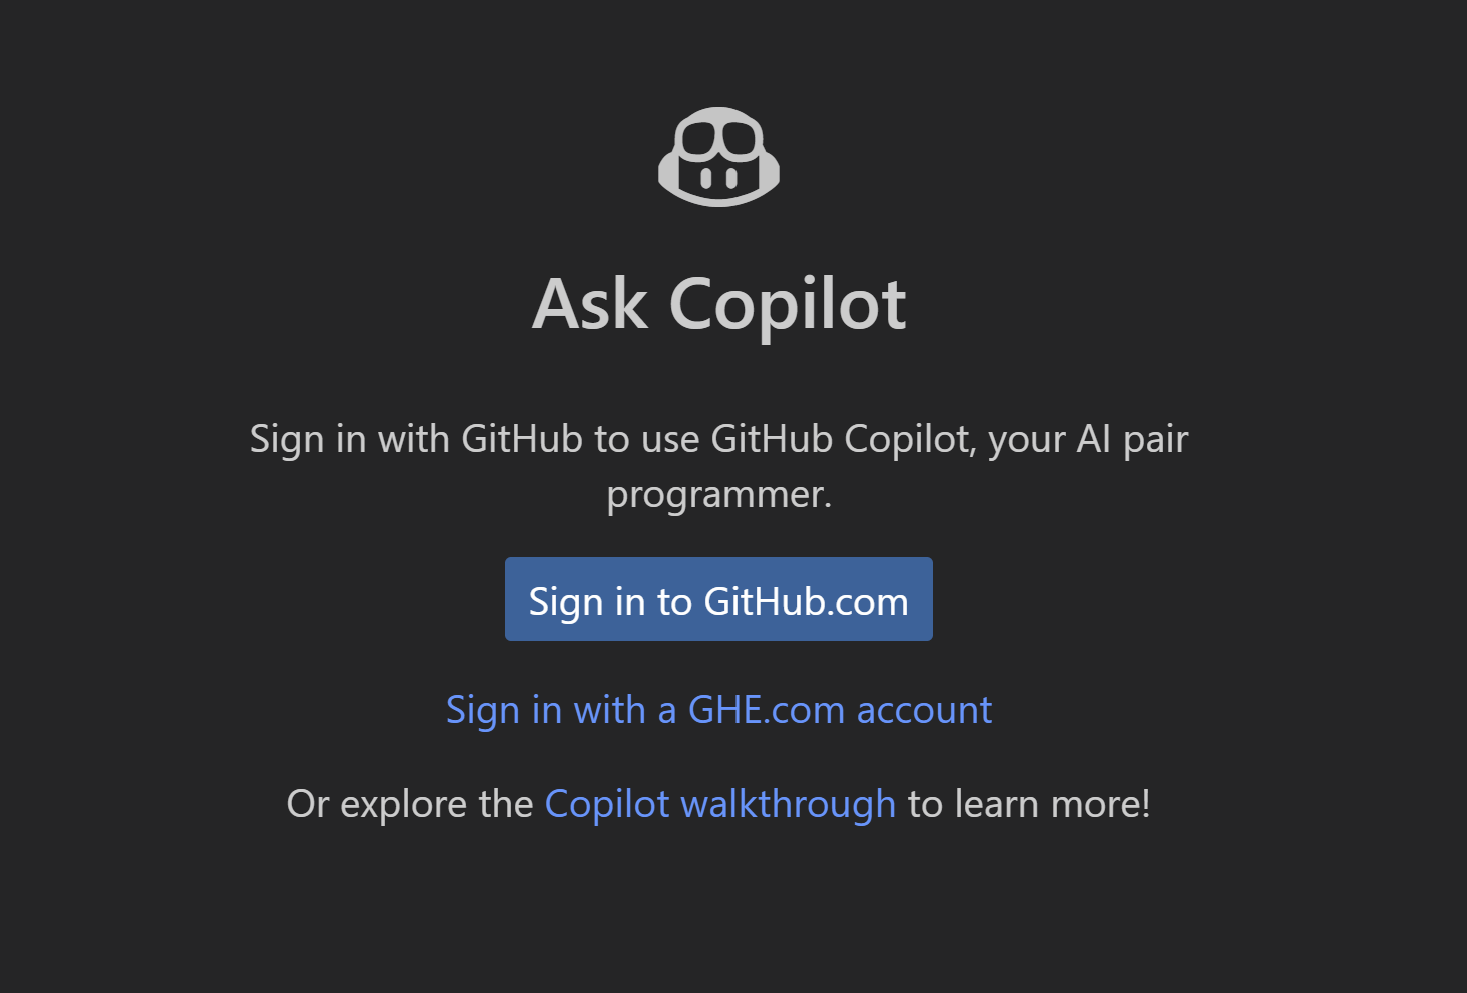 Ask Copilot
Sign in with GitHub to use GitHub Copilot, your AI pair
programmer.
Sign in to GitHub.com
Sign in with a GHE.com account
Or explore the Copilot walkthrough to learn more!